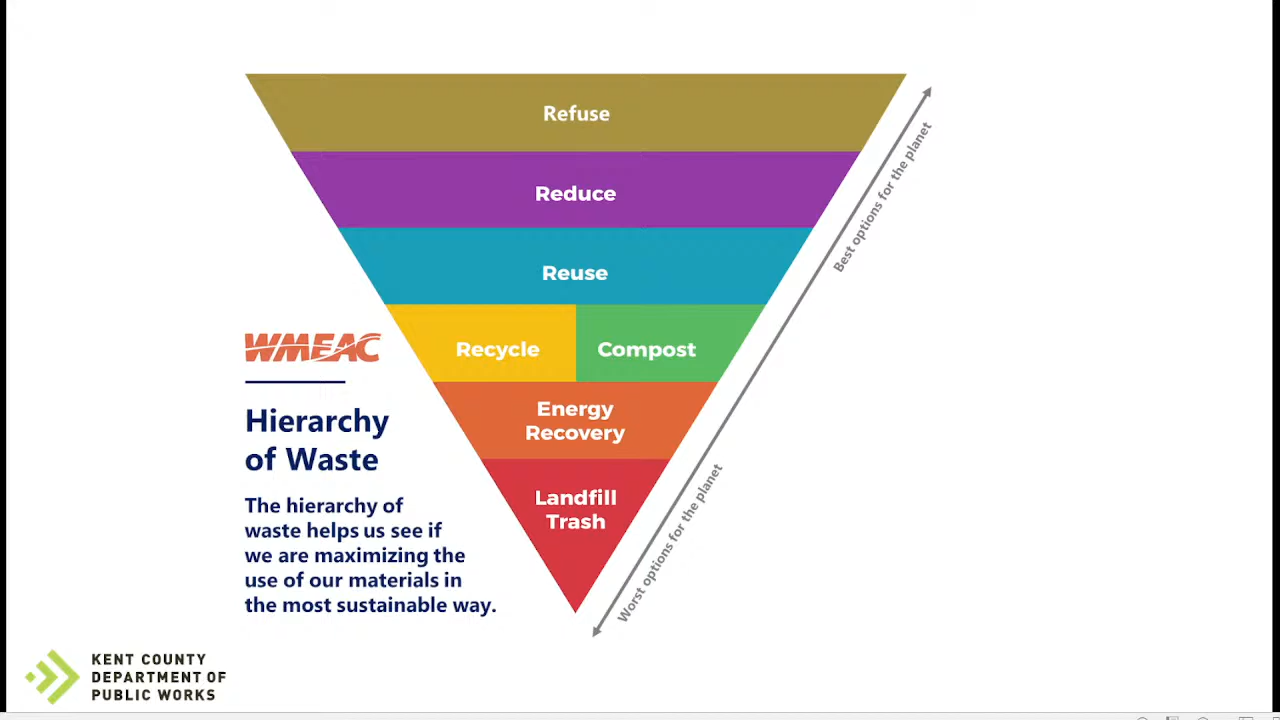 Refuse
Reduce
Reuse
Recycle
Compost
Energy
Recovery
Landfill
Trash
Best options for the planet
Worst options for the planet
WMEAC
Hierarchy
of Waste
The hierarchy of
waste helps us see if
we are maximizing the
use of our materials in
the most sustainable way.
KENT COUNTY
DEPARTMENT OF
PUBLIC WORKS